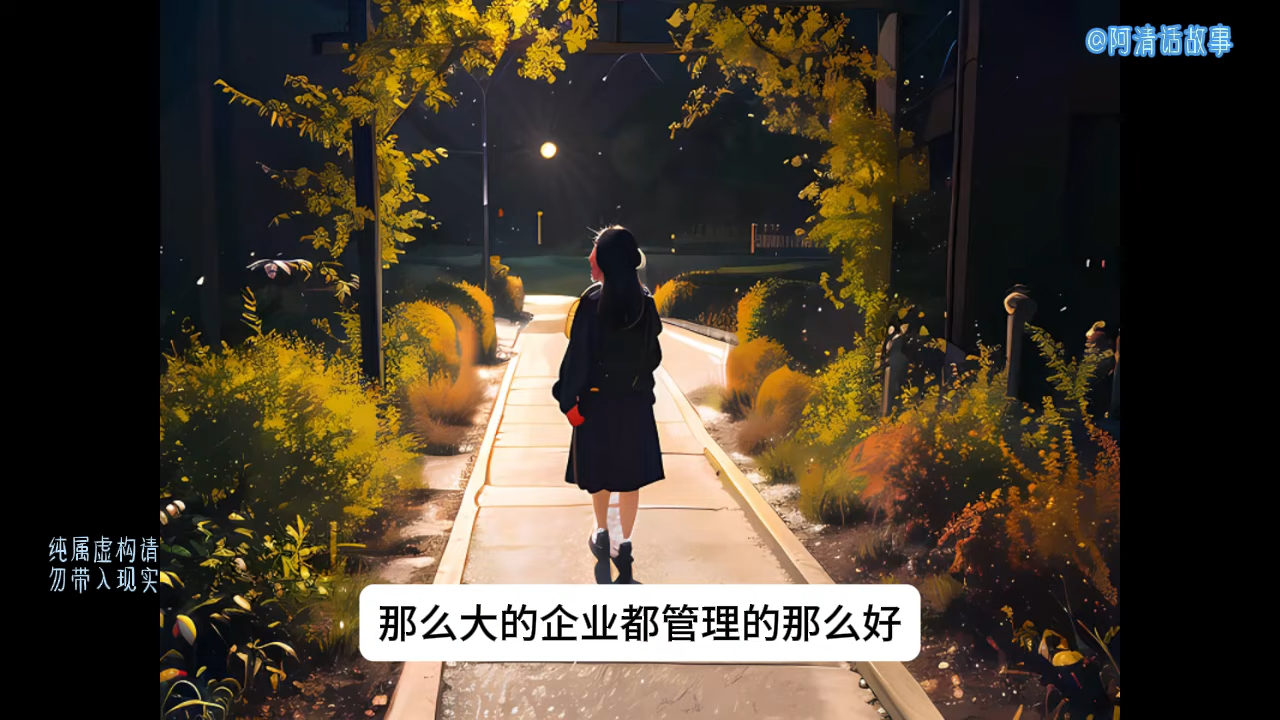 @阿清话故事
纯属虚构请
勿带入现实
那么大的企业都管理的那么好